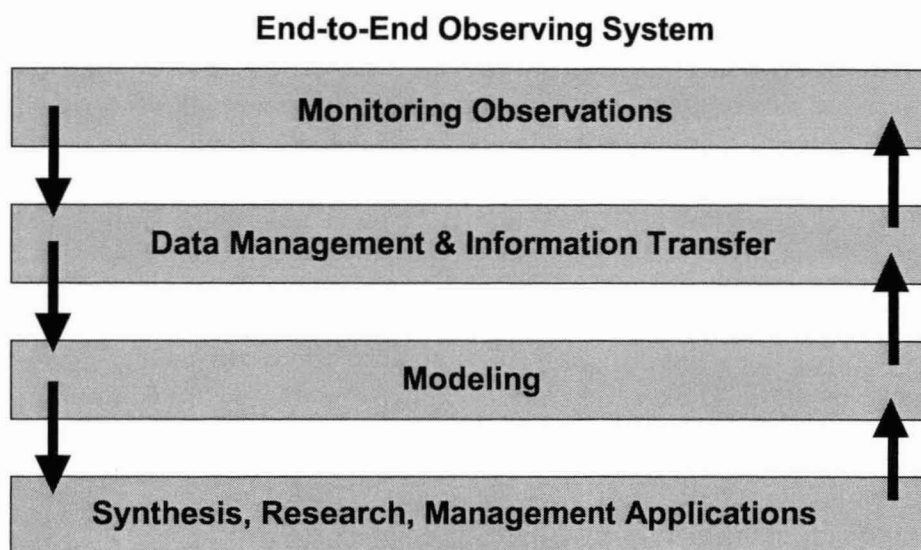 End-to-End Observing System
Monitoring Observations
Data Management & Information Transfer
Modeling
Synthesis, Research, Management Applications